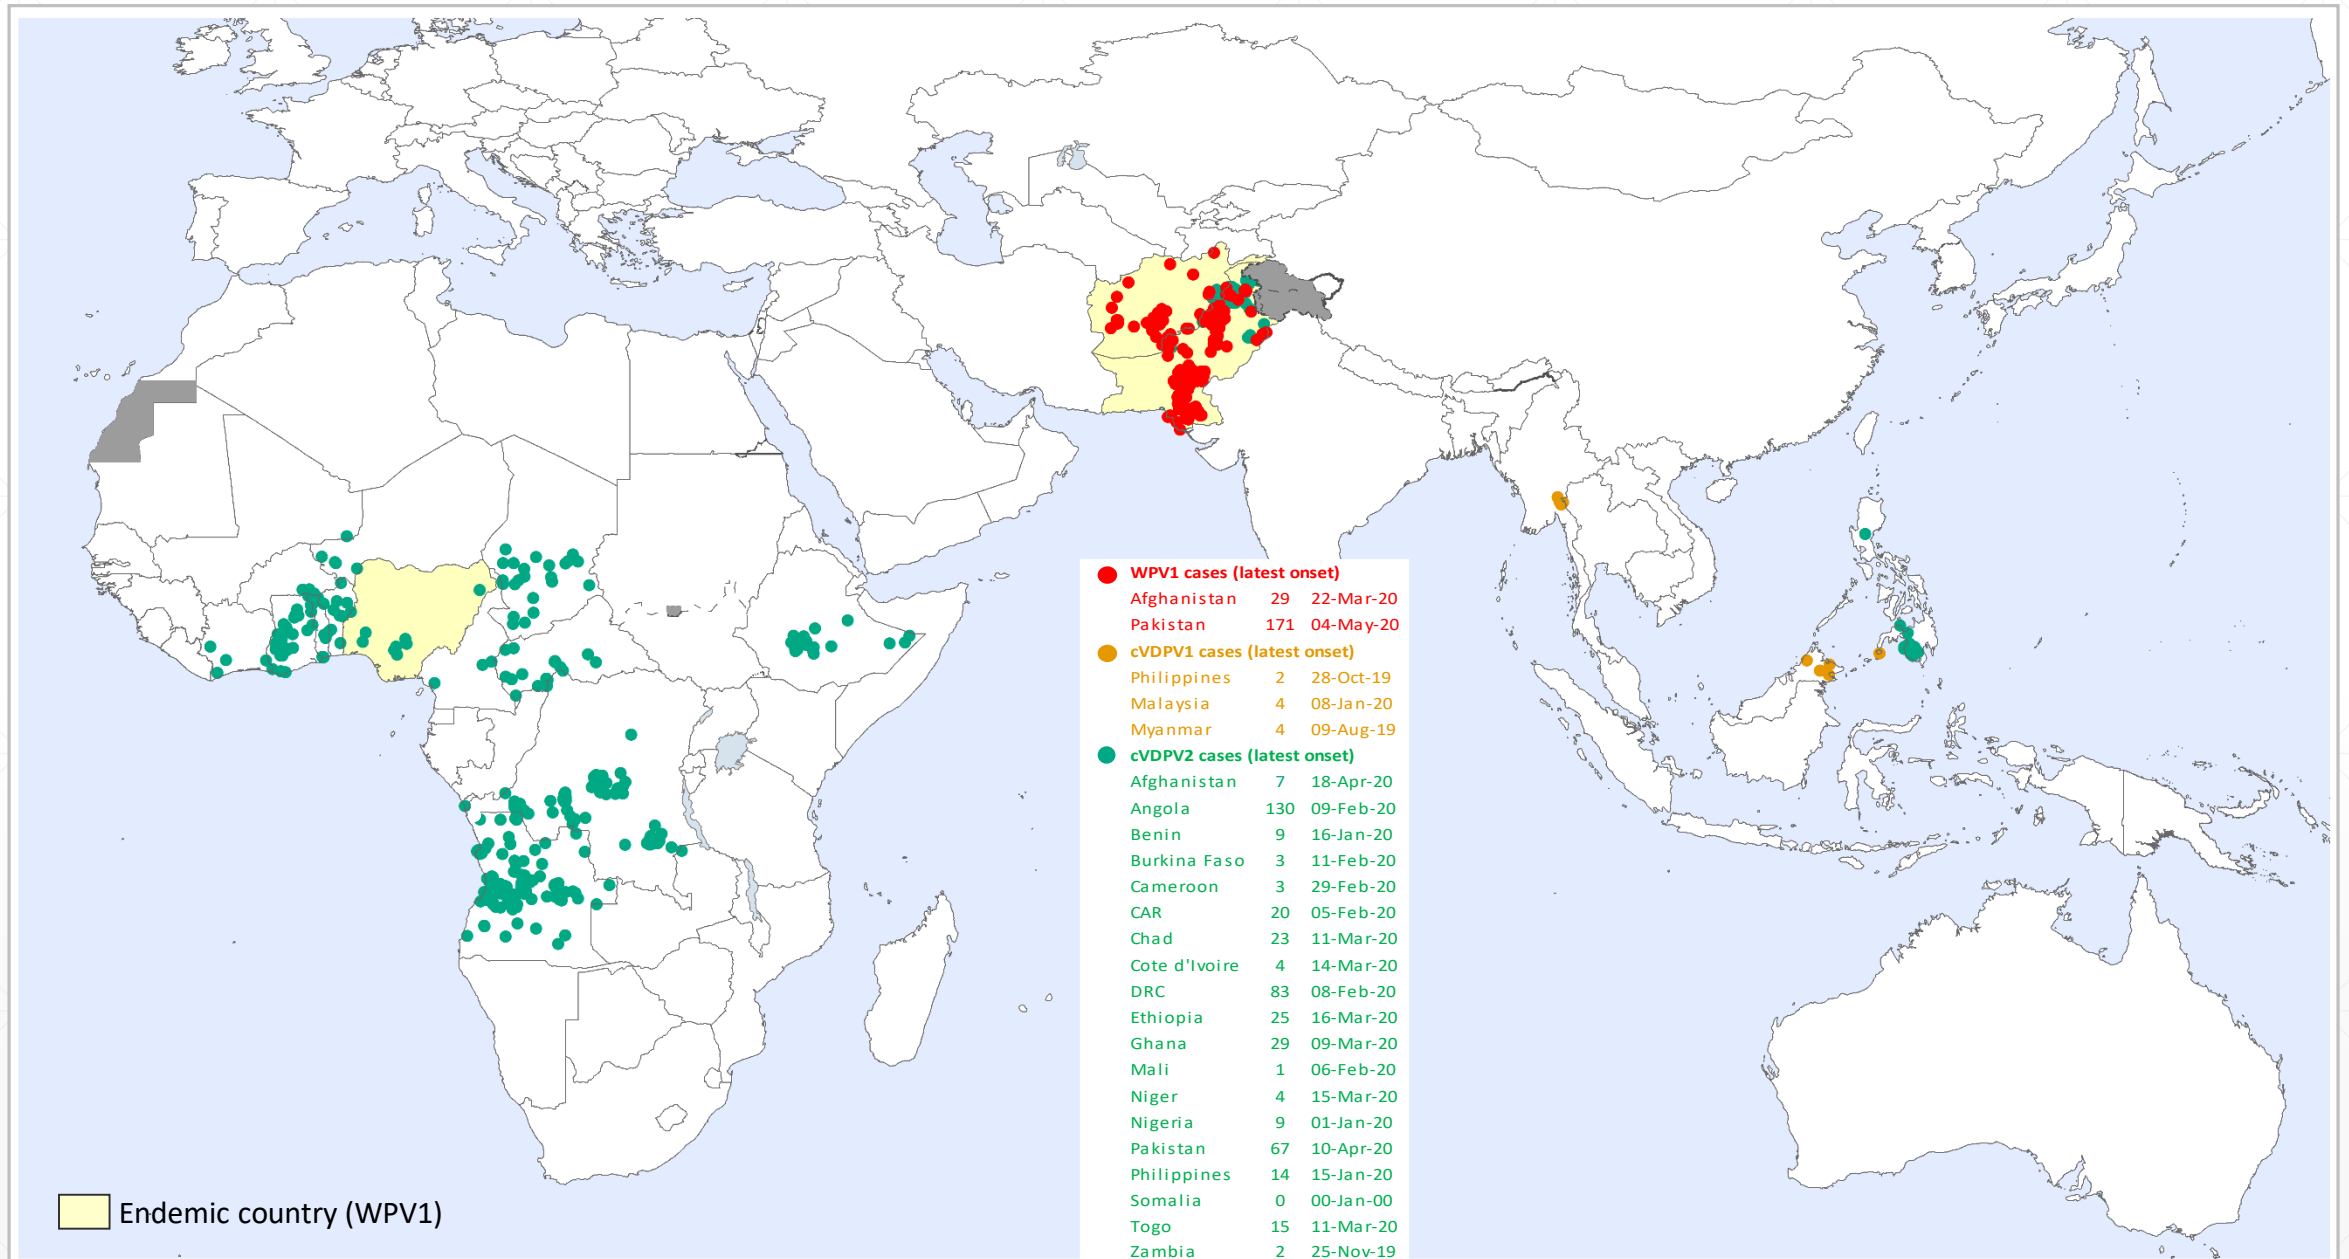 WPV1 cases (latest onset)
Afghanistan 29 22-Mar-20
Pakistan 171 04-May-20
cVDPV1 cases (latest onset)
Philippines 2 28-Oct-19
Malaysia 4 08-Jan-20
Myanmar 4 09-Aug-19
cVDPV2 cases (latest onset)
Afghanistan 7 18-Apr-20
Angola 130 09-Feb-20
Benin 9 16-Jan-20
Burkina Faso 3 11-Feb-20
Cameroon 3 29-Feb-20
CAR 20 05-Feb-20
Chad 23 11-Mar-20
Cote d'Ivoire 4 14-Mar-20
DRC 83 08-Feb-20
Ethiopia 25 16-Mar-20
Ghana 29 09-Mar-20
Mali 1 06-Feb-20
Niger 4 15-Mar-20
Nigeria 9 01-Jan-20
Pakistan 67 10-Apr-20
Philippines 14 15-Jan-20
Somalia 0 00-Jan-00
Togo 15 11-Mar-20
Zambia 2 25-Nov-19
Endemic country (WPV1)